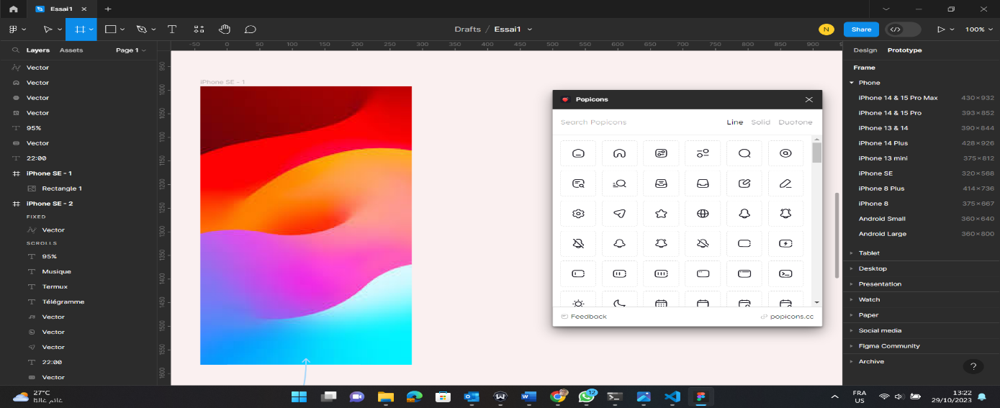 Essai1
Drafts / Essai1
N
Share
100%
Layers
Assets
Page 1
Vector
Vector
Vector
Vector
95%
Vector
22:00
iPhone SE - 1
Rectangle 1
iPhone SE - 2
FIXED
Vector
SCROLLS
95%
Musique
Termux
Télégramme
Vector
Vector
Vector
22:00
Vector
-50 0 50 100 150 200 250 300 350 400 450 500 550 600 650 700 750 800 850 900
950
1000
1050
1100
1150
1200
1250
1300
1350
1400
1450
1500
1550
1600
iPhone SE - 1
Popicons
Search Popicons
Line
Solid
Duotone
Feedback
popicons.cc
Design
Prototype
Frame
Phone
iPhone 14 & 15 Pro Max 430×932
iPhone 14 & 15 Pro 393×852
iPhone 13 & 14 390×844
iPhone 14 Plus 428×926
iPhone 13 mini 375×812
iPhone SE 320×568
iPhone 8 Plus 414×736
iPhone 8 375×667
Android Small 360×640
Android Large 360×800
Tablet
Desktop
Presentation
Watch
Paper
Social media
Figma Community
Archive
?
27°C
غائم غالبًا
12
FRA
US
13:22
29/10/2023